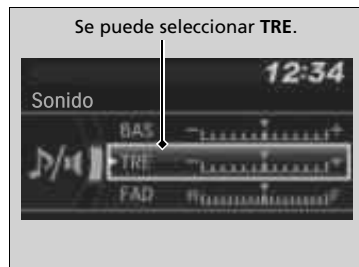 Se puede seleccionar TRE.
12:34
Sonido
BAS − +
TRE − +
FAD R F